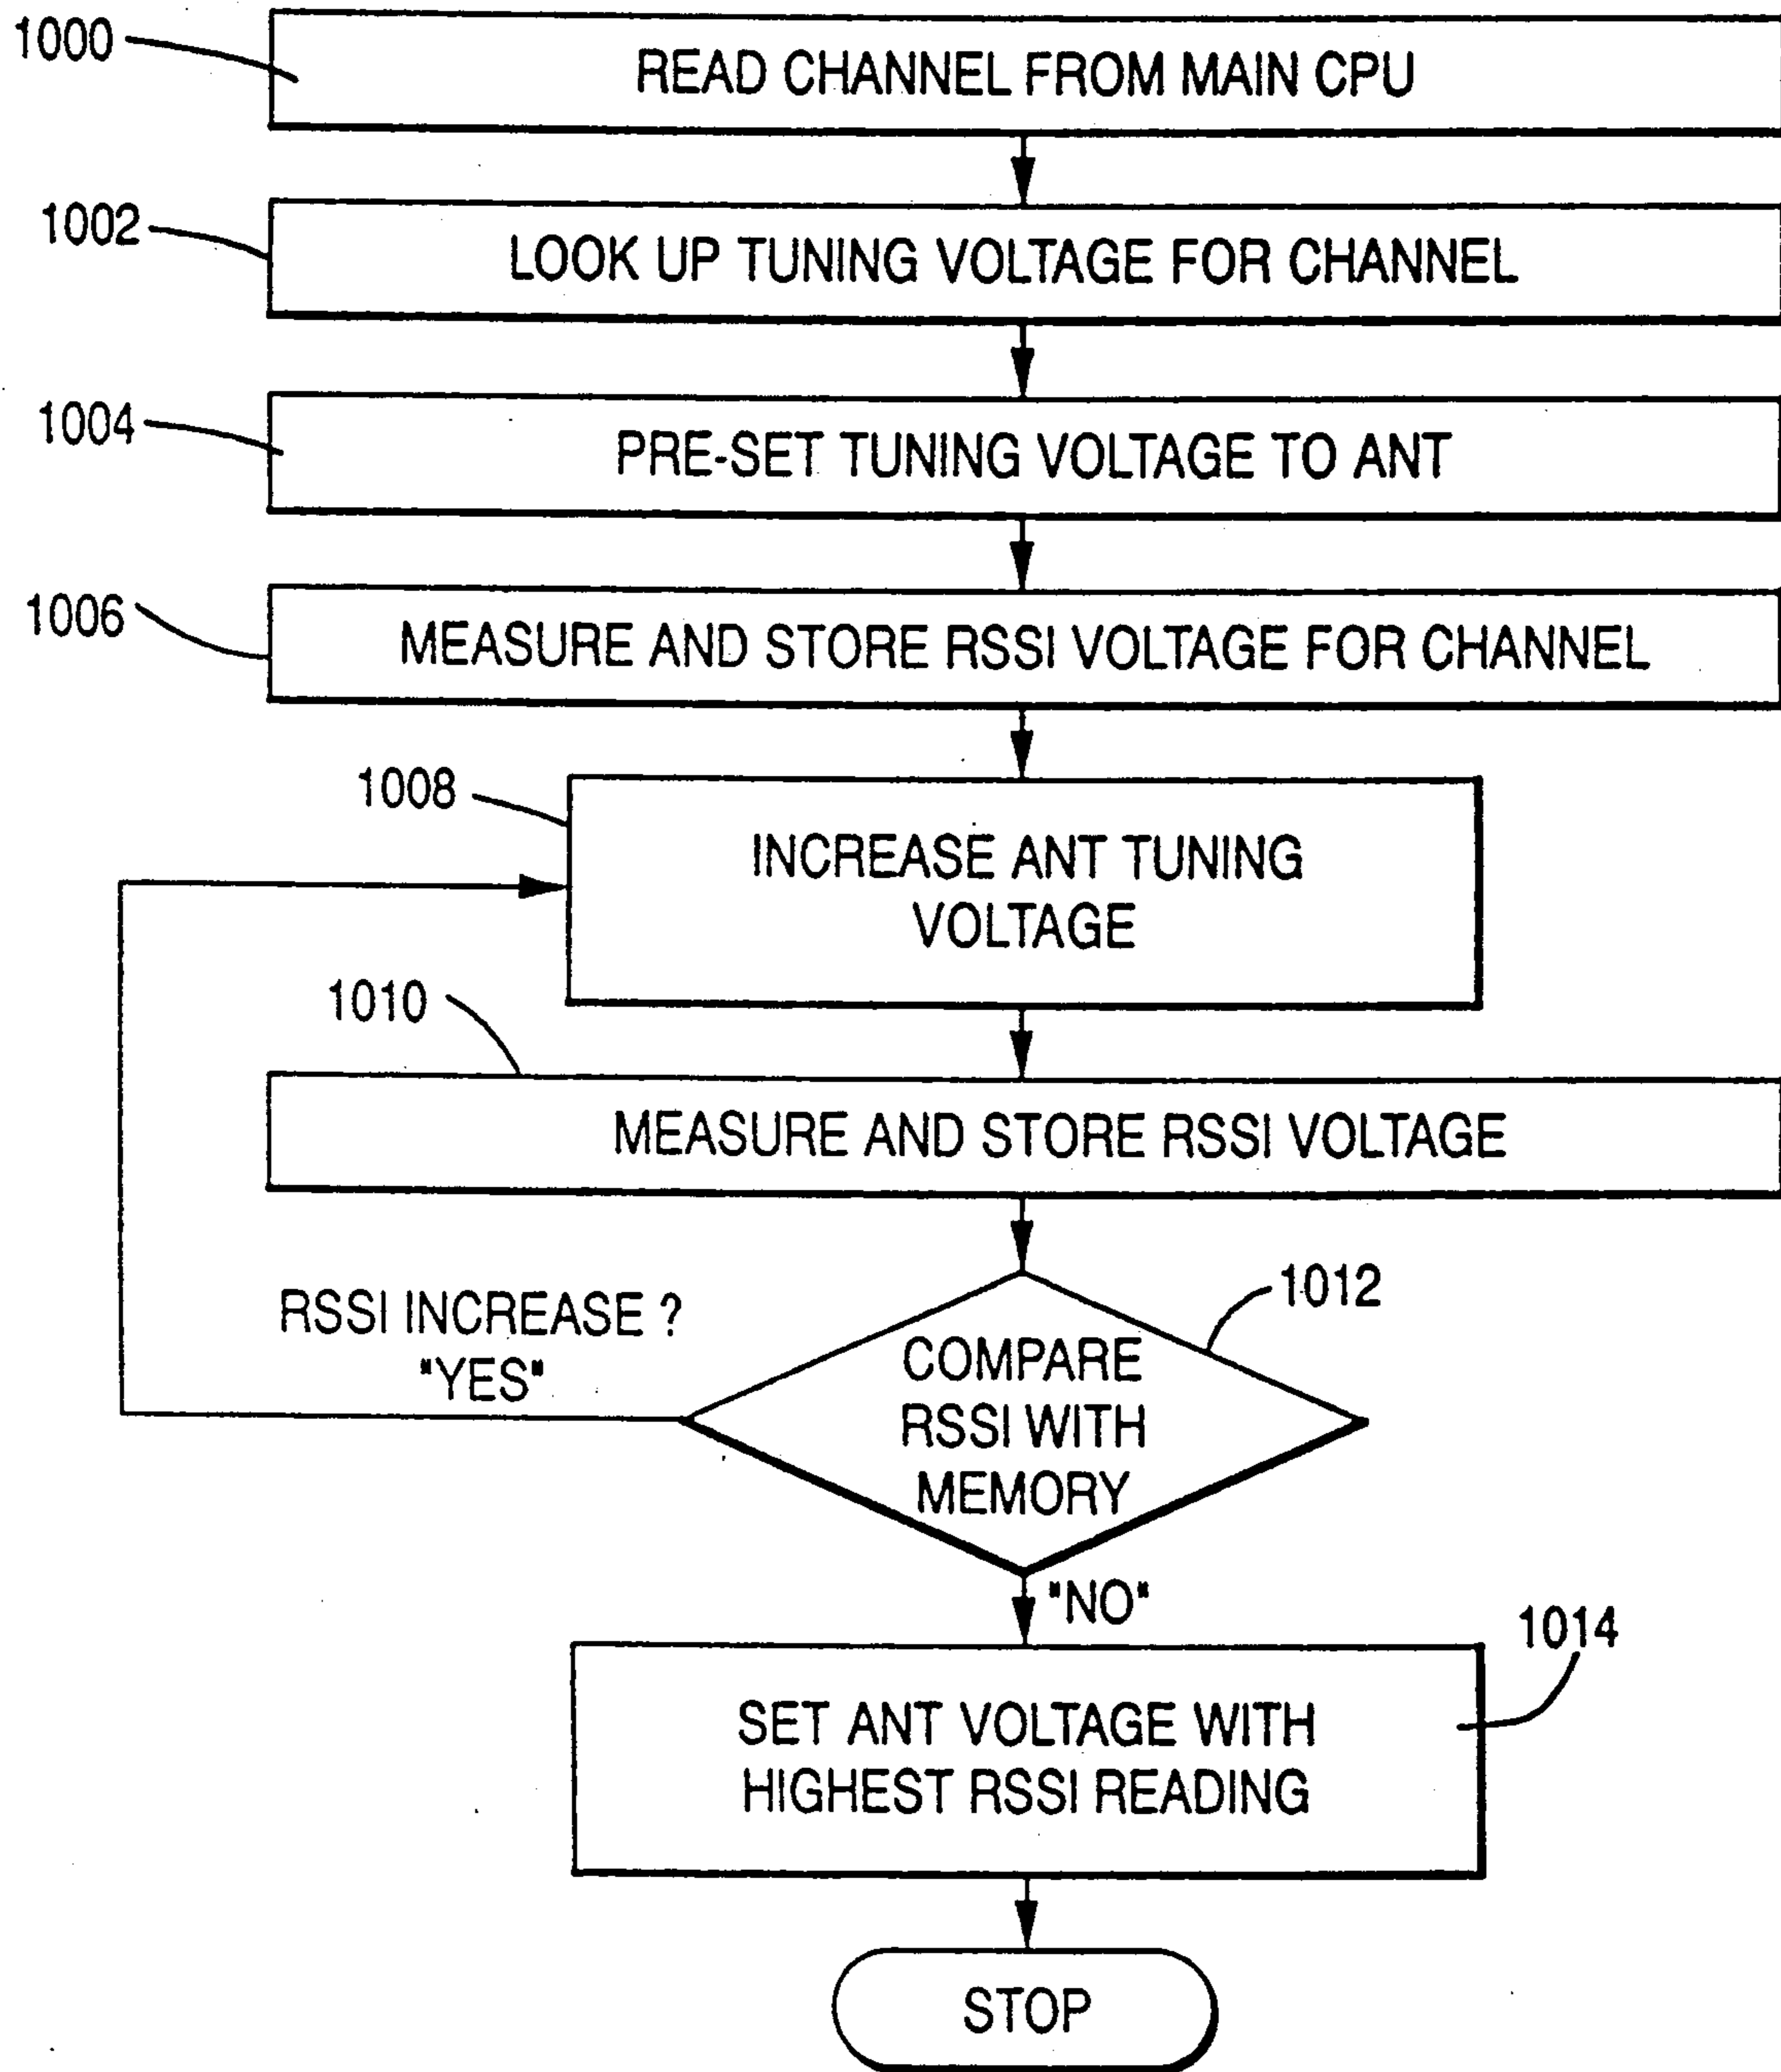 1000
READ CHANNEL FROM MAIN CPU
1002
LOOK UP TUNING VOLTAGE FOR CHANNEL
1004
PRE-SET TUNING VOLTAGE TO ANT
1006
MEASURE AND STORE RSSI VOLTAGE FOR CHANNEL
1008
INCREASE ANT TUNING
VOLTAGE
1010
MEASURE AND STORE RSSI VOLTAGE
1012
RSSI INCREASE ?
"YES"
COMPARE
RSSI WITH
MEMORY
"NO"
1014
SET ANT VOLTAGE WITH
HIGHEST RSSI READING
STOP